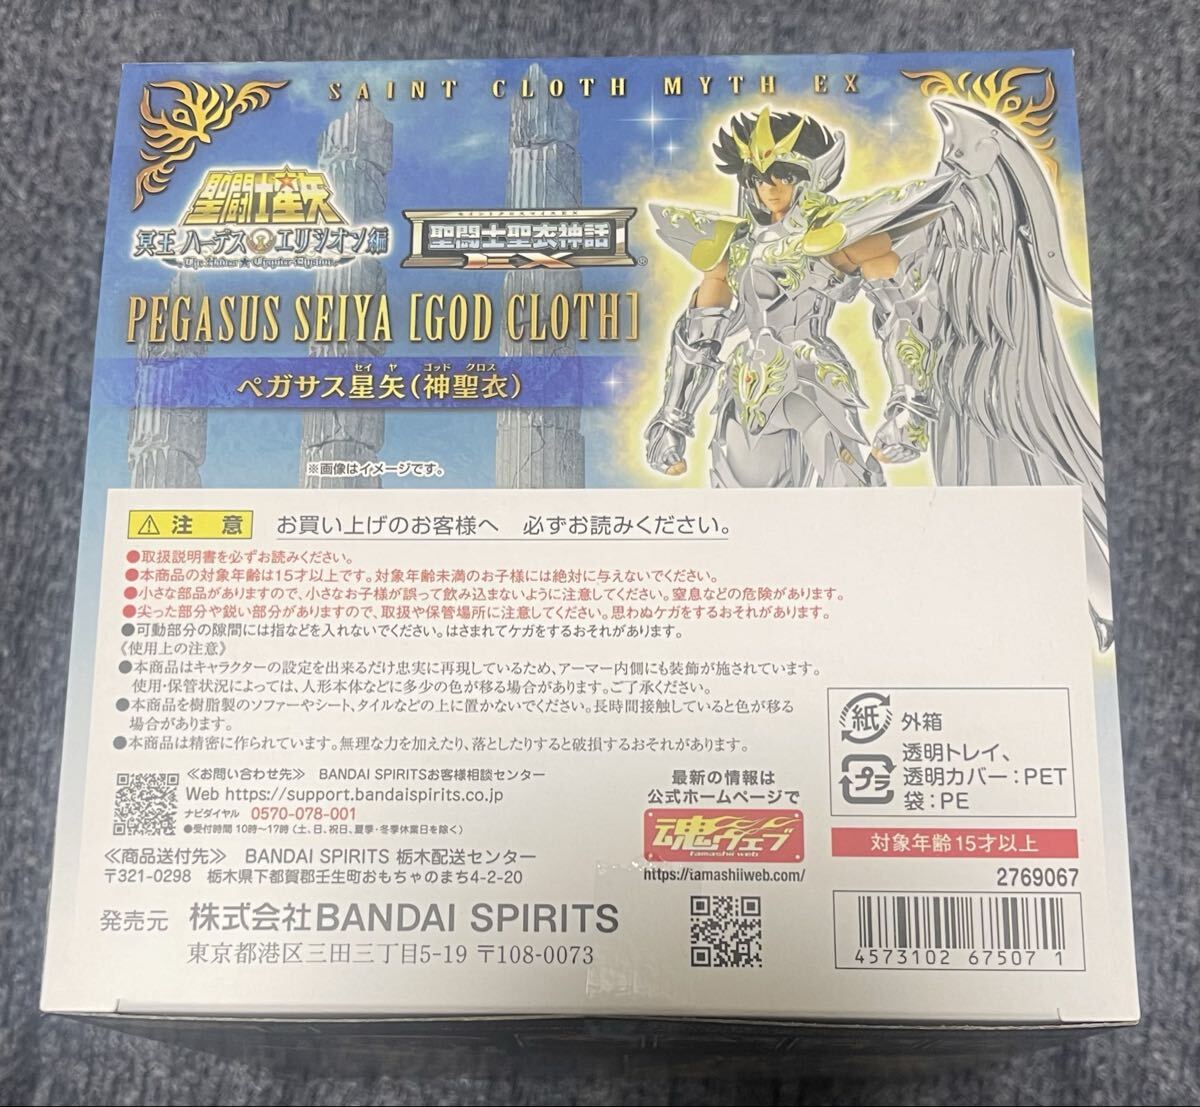 SAINT CLOTH MYTH EX
聖闘士星矢
冥王 ハーデス エリシオン編
The Hades Chapter Elysion
セイントクロスマイスEX
聖闘士聖衣神話
EX
PEGASUS SEIYA [GOD CLOTH]
ペガサス星矢(神聖衣)
セイ ヤ ゴッド クロス
※画像はイメージです。
⚠注 意 お買い上げのお客様へ 必ずお読みください。
●取扱説明書を必ずお読みください。
●本商品の対象年齢は15才以上です。対象年齢未満のお子様には絶対に与えないでください。
●小さな部品がありますので、小さなお子様が誤って飲み込まないように注意してください。窒息などの危険があります。
●尖った部分や鋭い部分がありますので、取扱や保管場所に注意してください。思わぬケガをするおそれがあります。
●可動部分の隙間には指などを入れないでください。はさまれてケガをするおそれがあります。
《使用上の注意》
●本商品はキャラクターの設定を出来るだけ忠実に再現しているため、アーマー内側にも装飾が施されています。
使用・保管状況によっては、人形本体などに多少の色が移る場合があります。ご了承ください。
●本商品を樹脂製のソファーやシート、タイルなどの上に置かないでください。長時間接触していると色が移る
場合があります。
●本商品は精密に作られています。無理な力を加えたり、落としたりすると破損するおそれがあります。
≪お問い合わせ先≫ BANDAI SPIRITSお客様相談センター
Web https://support.bandaispirits.co.jp
ナビダイヤル 0570-078-001
●受付時間 10時〜17時(土、日、祝日、夏季・冬季休業日を除く)
≪商品送付先≫ BANDAI SPIRITS 栃木配送センター
〒321-0298 栃木県下都賀郡壬生町おもちゃのまち4-2-20
発売元 株式会社BANDAI SPIRITS
東京都港区三田三丁目5-19 〒108-0073
最新の情報は
公式ホームページで
魂ウェブ
tamashii web
https://tamashiiweb.com/
紙 外箱
プラ 透明トレイ、
透明カバー:PET
袋:PE
対象年齢15才以上
2769067
4573102 67507 1